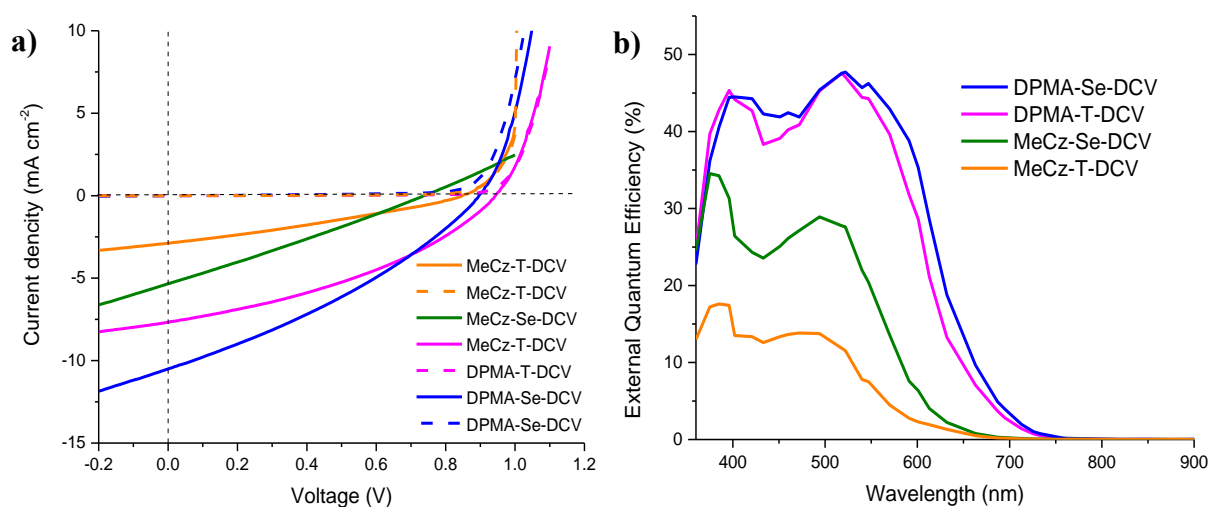 a)
Current dencity (mA cm⁻²)
10
5
0
-5
-10
-15
-0.2 0.0 0.2 0.4 0.6 0.8 1.0 1.2
Voltage (V)
MeCz-T-DCV
MeCz-T-DCV
MeCz-Se-DCV
MeCz-T-DCV
DPMA-T-DCV
DPMA-Se-DCV
DPMA-Se-DCV
b)
External Quantum Efficiency (%)
50
40
30
20
10
0
400 500 600 700 800 900
Wavelength (nm)
DPMA-Se-DCV
DPMA-T-DCV
MeCz-Se-DCV
MeCz-T-DCV